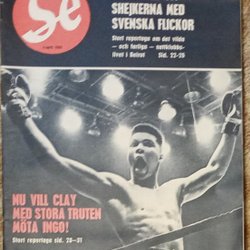 Se
SHEJKERNA MED
SVENSKA FLICKOR
Stort reportage om det vilda
— och farliga — nattklubbs-
livet i Beirut Sid. 22-25
NU VILL CLAY
MED STORA TRUTEN
MÖTA INGO!
Stort reportage sid. 28-31